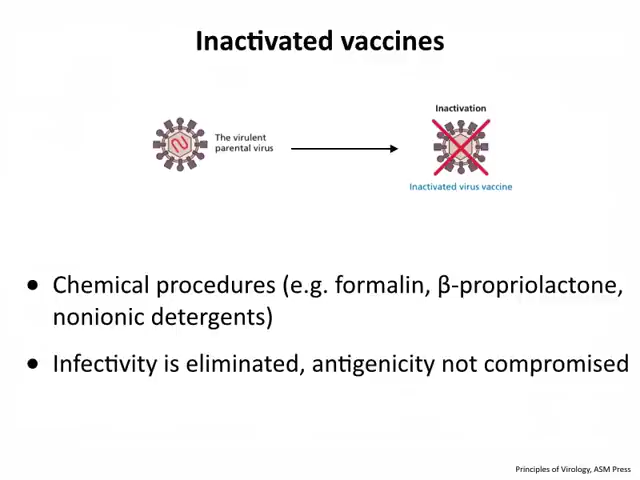 Inactivated vaccines
Inactivation
The virulent
parental virus
Inactivated virus vaccine
● Chemical procedures (e.g. formalin, β-propriolactone,
nonionic detergents)
● Infectivity is eliminated, antigenicity not compromised
Principles of Virology, ASM Press